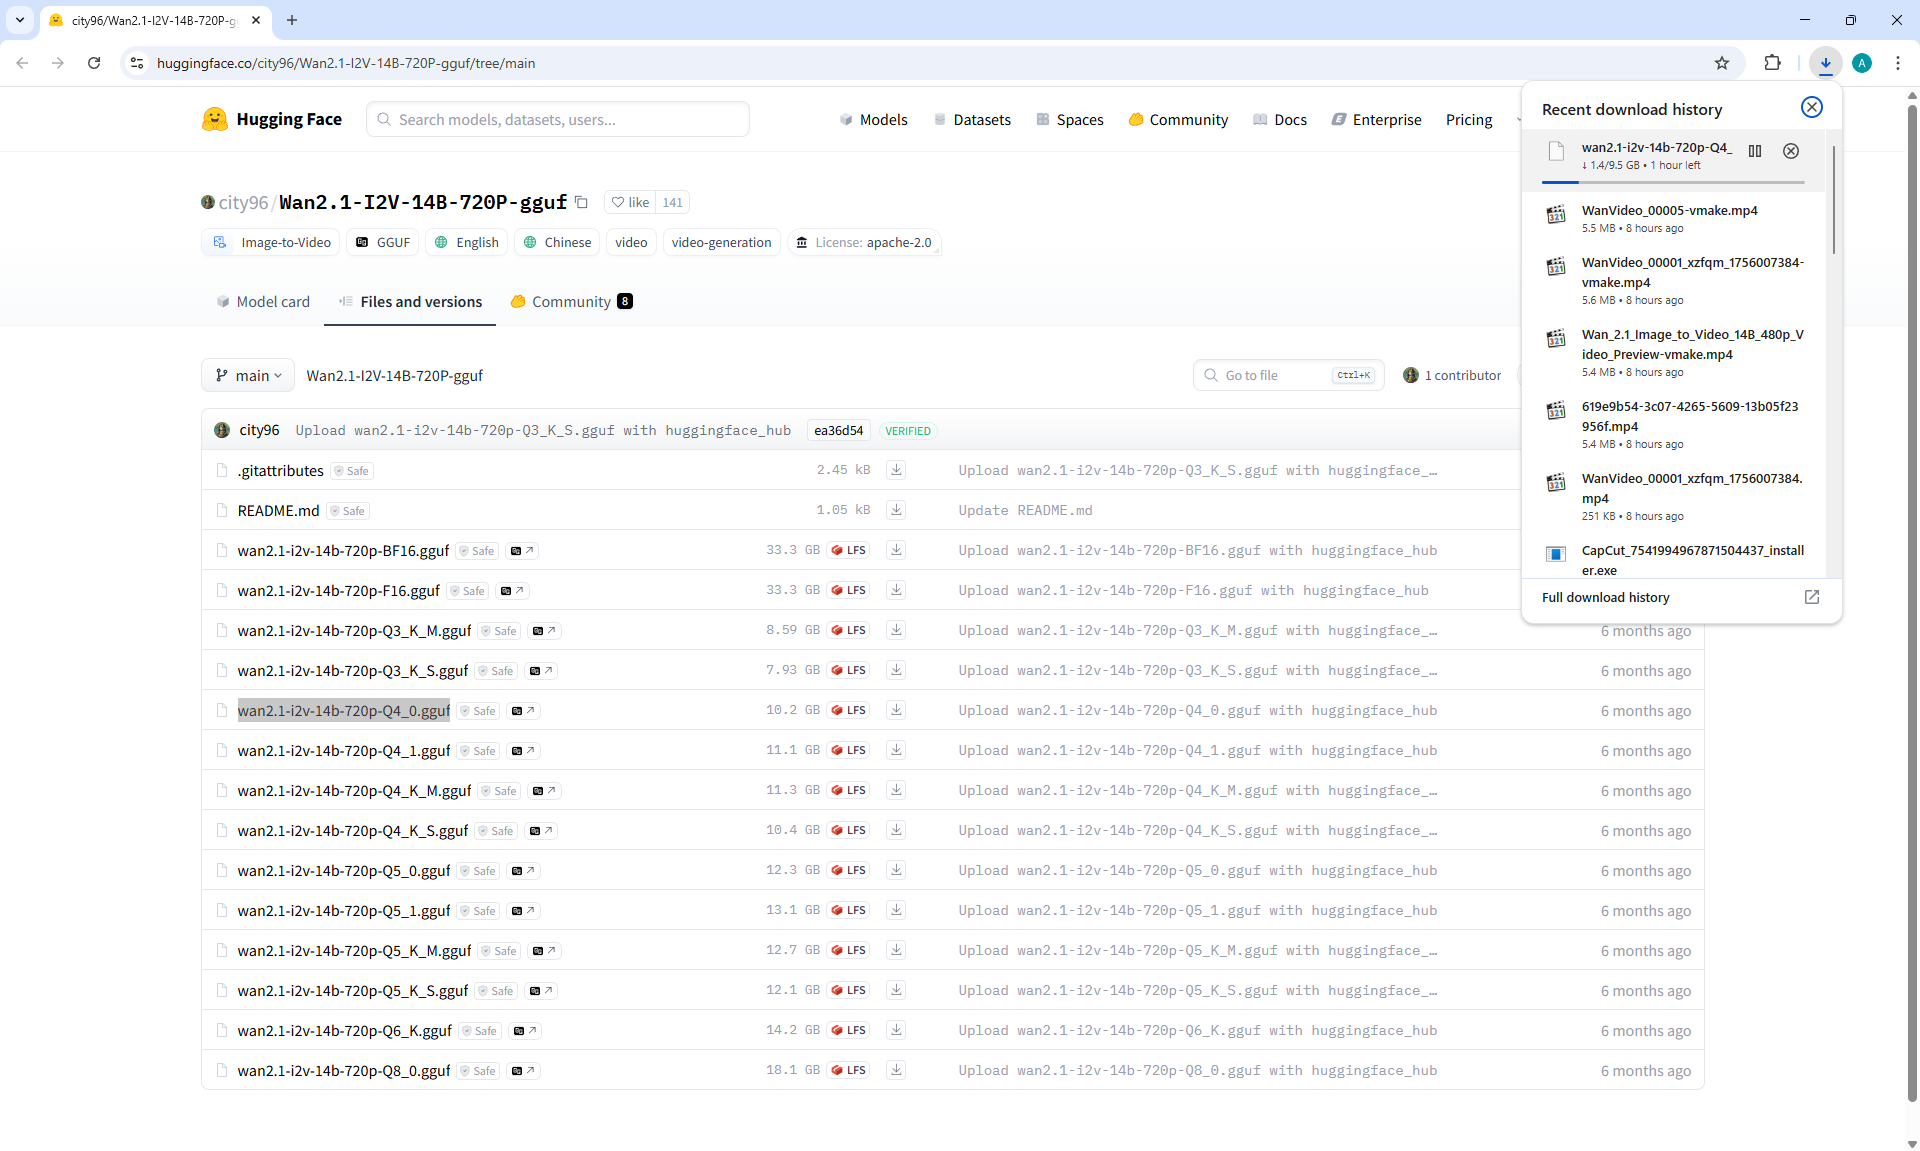 city96/Wan2.1-I2V-14B-720P-g
huggingface.co/city96/Wan2.1-I2V-14B-720P-gguf/tree/main
A
Hugging Face
Search models, datasets, users...
Models
Datasets
Spaces
Community
Docs
Enterprise
Pricing
city96/Wan2.1-I2V-14B-720P-gguf
like 141
Image-to-Video
GGUF
English
Chinese
video
video-generation
License: apache-2.0
Model card
Files and versions
Community 8
main
Wan2.1-I2V-14B-720P-gguf
Go to file Ctrl+K
1 contributor
city96 Upload wan2.1-i2v-14b-720p-Q3_K_S.gguf with huggingface_hub ea36d54 VERIFIED
.gitattributes Safe 2.45 kB Upload wan2.1-i2v-14b-720p-Q3_K_S.gguf with huggingface_…
README.md Safe 1.05 kB Update README.md
wan2.1-i2v-14b-720p-BF16.gguf Safe 33.3 GB LFS Upload wan2.1-i2v-14b-720p-BF16.gguf with huggingface_hub
wan2.1-i2v-14b-720p-F16.gguf Safe 33.3 GB LFS Upload wan2.1-i2v-14b-720p-F16.gguf with huggingface_hub
wan2.1-i2v-14b-720p-Q3_K_M.gguf Safe 8.59 GB LFS Upload wan2.1-i2v-14b-720p-Q3_K_M.gguf with huggingface_… 6 months ago
wan2.1-i2v-14b-720p-Q3_K_S.gguf Safe 7.93 GB LFS Upload wan2.1-i2v-14b-720p-Q3_K_S.gguf with huggingface_… 6 months ago
wan2.1-i2v-14b-720p-Q4_0.gguf Safe 10.2 GB LFS Upload wan2.1-i2v-14b-720p-Q4_0.gguf with huggingface_hub 6 months ago
wan2.1-i2v-14b-720p-Q4_1.gguf Safe 11.1 GB LFS Upload wan2.1-i2v-14b-720p-Q4_1.gguf with huggingface_hub 6 months ago
wan2.1-i2v-14b-720p-Q4_K_M.gguf Safe 11.3 GB LFS Upload wan2.1-i2v-14b-720p-Q4_K_M.gguf with huggingface_… 6 months ago
wan2.1-i2v-14b-720p-Q4_K_S.gguf Safe 10.4 GB LFS Upload wan2.1-i2v-14b-720p-Q4_K_S.gguf with huggingface_… 6 months ago
wan2.1-i2v-14b-720p-Q5_0.gguf Safe 12.3 GB LFS Upload wan2.1-i2v-14b-720p-Q5_0.gguf with huggingface_hub 6 months ago
wan2.1-i2v-14b-720p-Q5_1.gguf Safe 13.1 GB LFS Upload wan2.1-i2v-14b-720p-Q5_1.gguf with huggingface_hub 6 months ago
wan2.1-i2v-14b-720p-Q5_K_M.gguf Safe 12.7 GB LFS Upload wan2.1-i2v-14b-720p-Q5_K_M.gguf with huggingface_… 6 months ago
wan2.1-i2v-14b-720p-Q5_K_S.gguf Safe 12.1 GB LFS Upload wan2.1-i2v-14b-720p-Q5_K_S.gguf with huggingface_… 6 months ago
wan2.1-i2v-14b-720p-Q6_K.gguf Safe 14.2 GB LFS Upload wan2.1-i2v-14b-720p-Q6_K.gguf with huggingface_hub 6 months ago
wan2.1-i2v-14b-720p-Q8_0.gguf Safe 18.1 GB LFS Upload wan2.1-i2v-14b-720p-Q8_0.gguf with huggingface_hub 6 months ago
Recent download history
wan2.1-i2v-14b-720p-Q4_
↓ 1.4/9.5 GB • 1 hour left
WanVideo_00005-vmake.mp4
5.5 MB • 8 hours ago
WanVideo_00001_xzfqm_1756007384-
vmake.mp4
5.6 MB • 8 hours ago
Wan_2.1_Image_to_Video_14B_480p_V
ideo_Preview-vmake.mp4
5.4 MB • 8 hours ago
619e9b54-3c07-4265-5609-13b05f23
956f.mp4
5.4 MB • 8 hours ago
WanVideo_00001_xzfqm_1756007384.
mp4
251 KB • 8 hours ago
CapCut_7541994967871504437_install
er.exe
Full download history